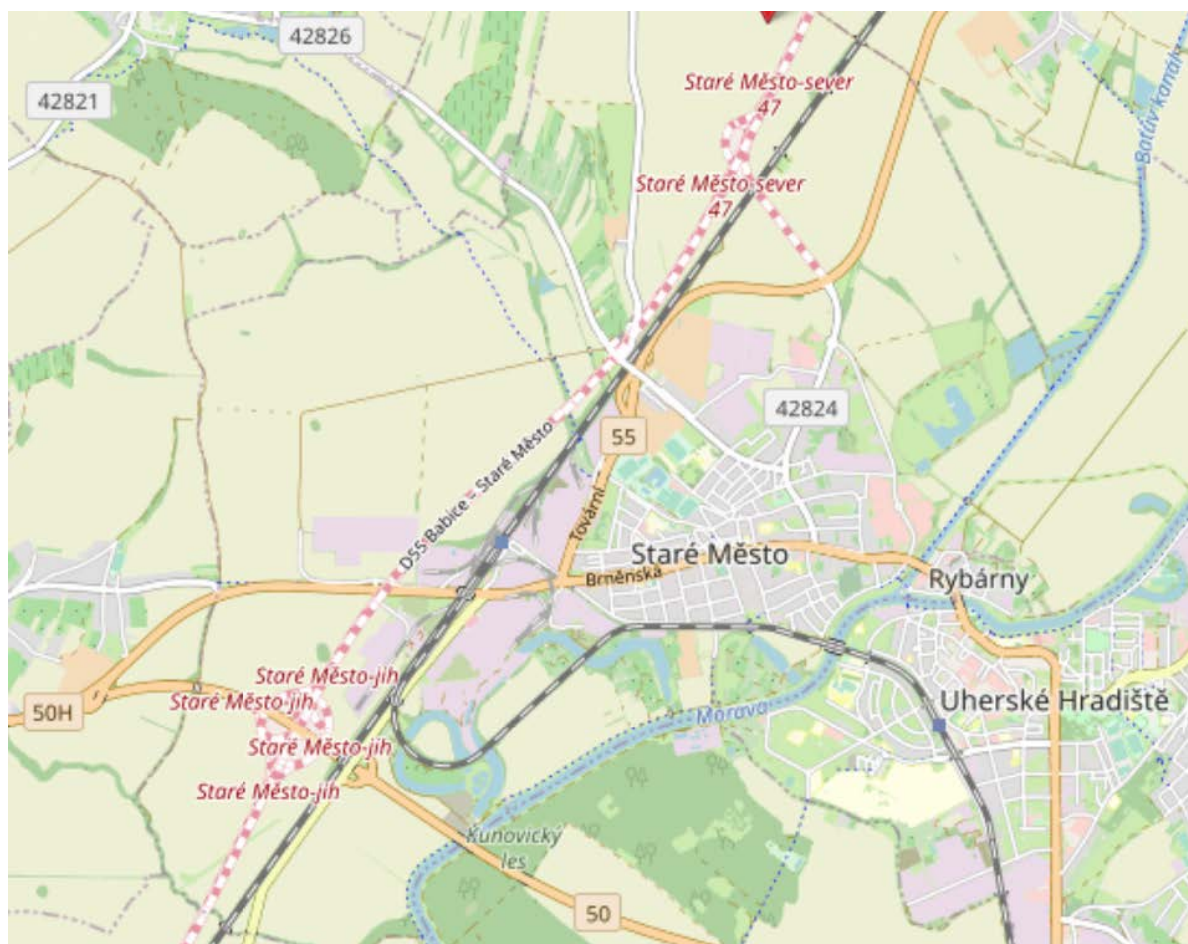 42826
42821
Staré Město-sever
47
Baťův kanál
Staré Město-sever
47
42824
55
D55 Babice – Staré Město
Tovární
Staré Město
Brněnská
Rybárny
Staré Město-jih
Staré Město-jih
50H
Morava
Uherské Hradiště
Staré Město-jih
Staré Město-jih
Kunovický
les
50